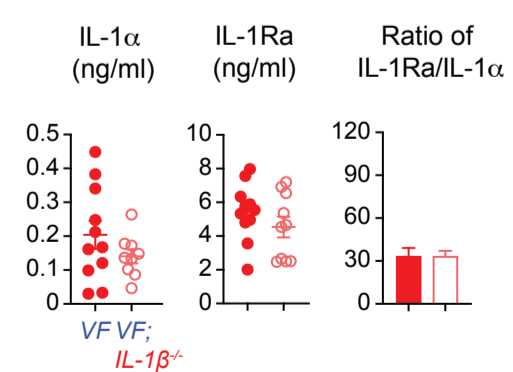 IL-1α
(ng/ml)
IL-1Ra
(ng/ml)
Ratio of
IL-1Ra/IL-1α
0.5
0.4
0.3
0.2
0.1
0
10
8
6
4
2
0
120
90
60
30
0
VF VF;
IL-1β-/-